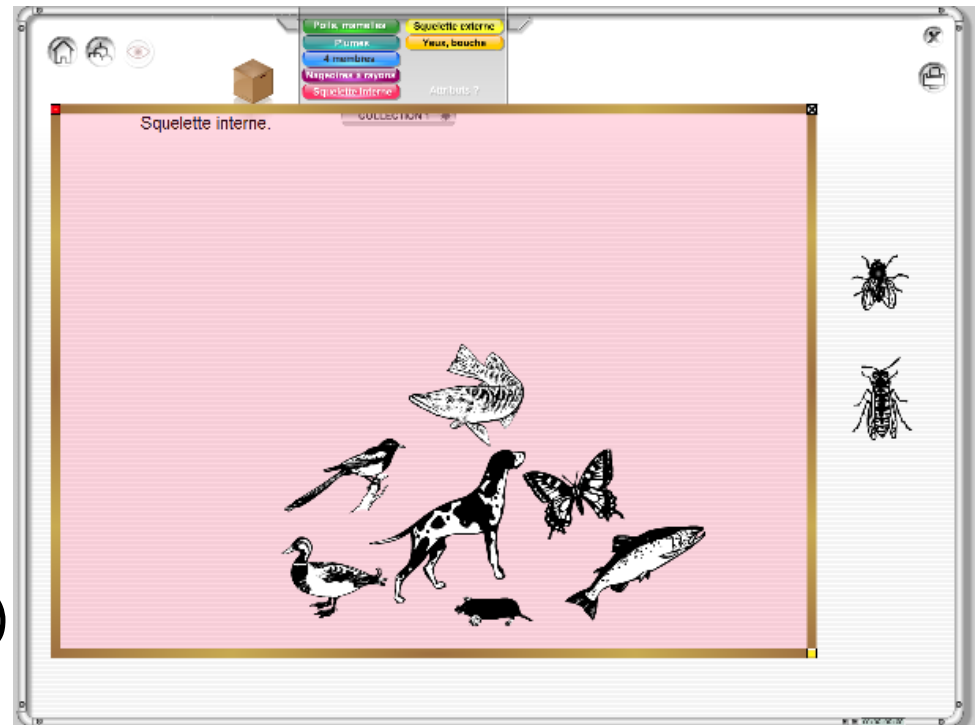 Poils, mamelles
Squelette externe
Plumes
Yeux, bouche
4 membres
Nageoires à rayons
Squelette interne
Attributs ?
Squelette interne.
COLLECTION 1